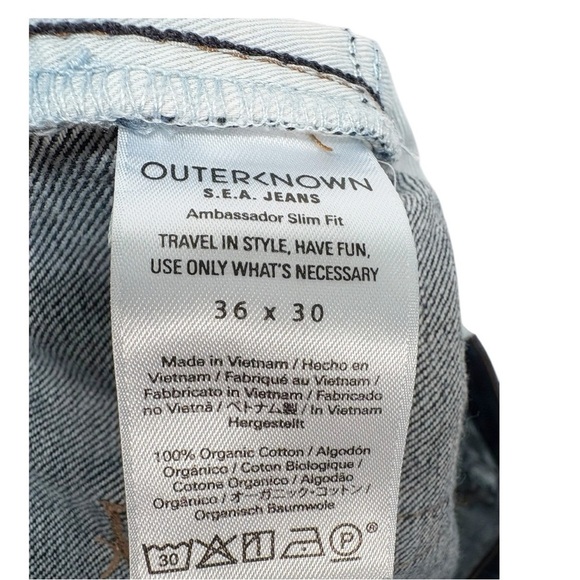 OUTERKNOWN
S.E.A. JEANS
Ambassador Slim Fit
TRAVEL IN STYLE, HAVE FUN,
USE ONLY WHAT'S NECESSARY
36 x 30
Made in Vietnam / Hecho en
Vietnam / Fabriqué au Vietnam /
Fabbricato in Vietnam / Fabricado
no Vietnã / ベトナム製 / In Vietnam
Hergestellt
100% Organic Cotton / Algodón
Orgánico / Coton Biologique /
Cotone Organico / Algodão
Orgânico / オーガニック・コットン /
Organisch Baumwole
30 P ®